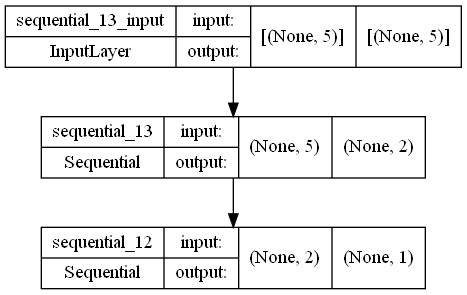 sequential_13_input input: [(None, 5)] [(None, 5)]
InputLayer output:
sequential_13 input: (None, 5) (None, 2)
Sequential output:
sequential_12 input: (None, 2) (None, 1)
Sequential output: